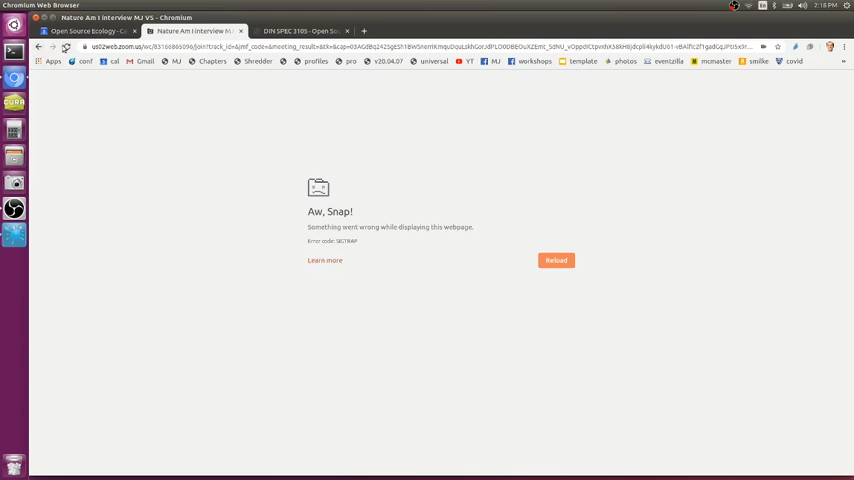 Chromium Web Browser
En
2:18 PM
Nature Am I interview MJ VS - Chromium
Open Source Ecology - Ca
Nature Am I interview MJ
DIN SPEC 3105 - Open So
Apps conf cal Gmail MJ Chapters Shredder profiles pro v20.04.07 universal YT MJ workshops template photos eventzilla mcmaster smilke covid
CURA
Aw, Snap!
Something went wrong while displaying this webpage.
Error code: SIGTRAP
Learn more
Reload